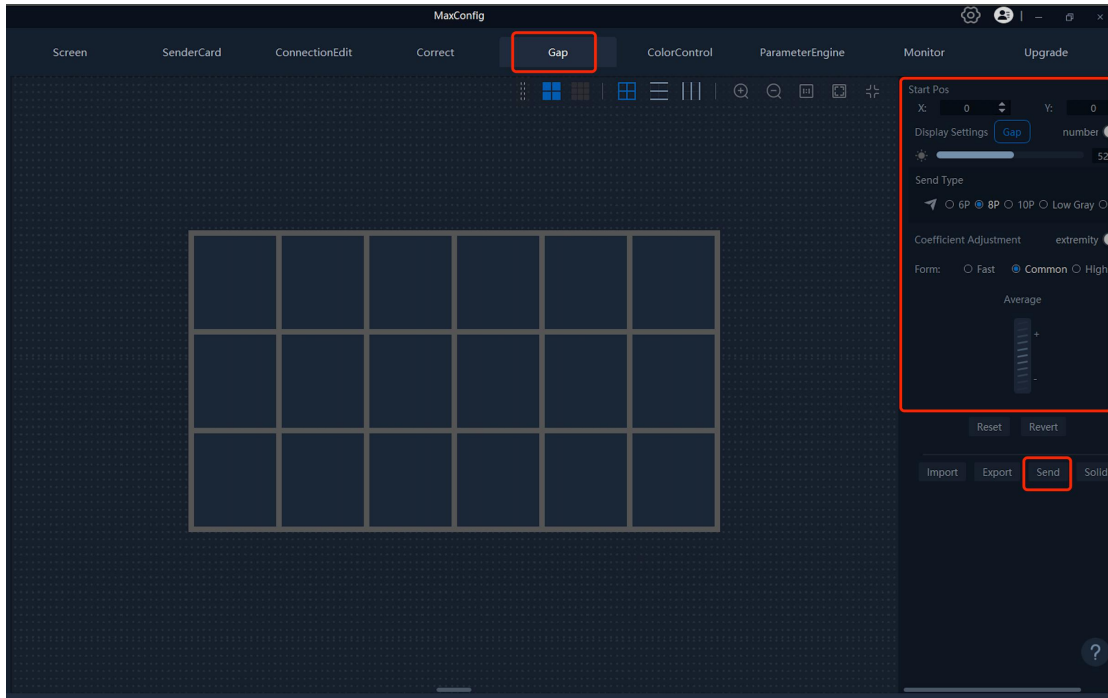 MaxConfig
Screen SenderCard ConnectionEdit Correct Gap ColorControl ParameterEngine Monitor Upgrade
1:1
Start Pos
X: 0 Y: 0
Display Settings Gap number
52
Send Type
6P 8P 10P Low Gray
Coefficient Adjustment extremity
Form: Fast Common High
Average
+
-
Reset Revert
Import Export Send Solid
?